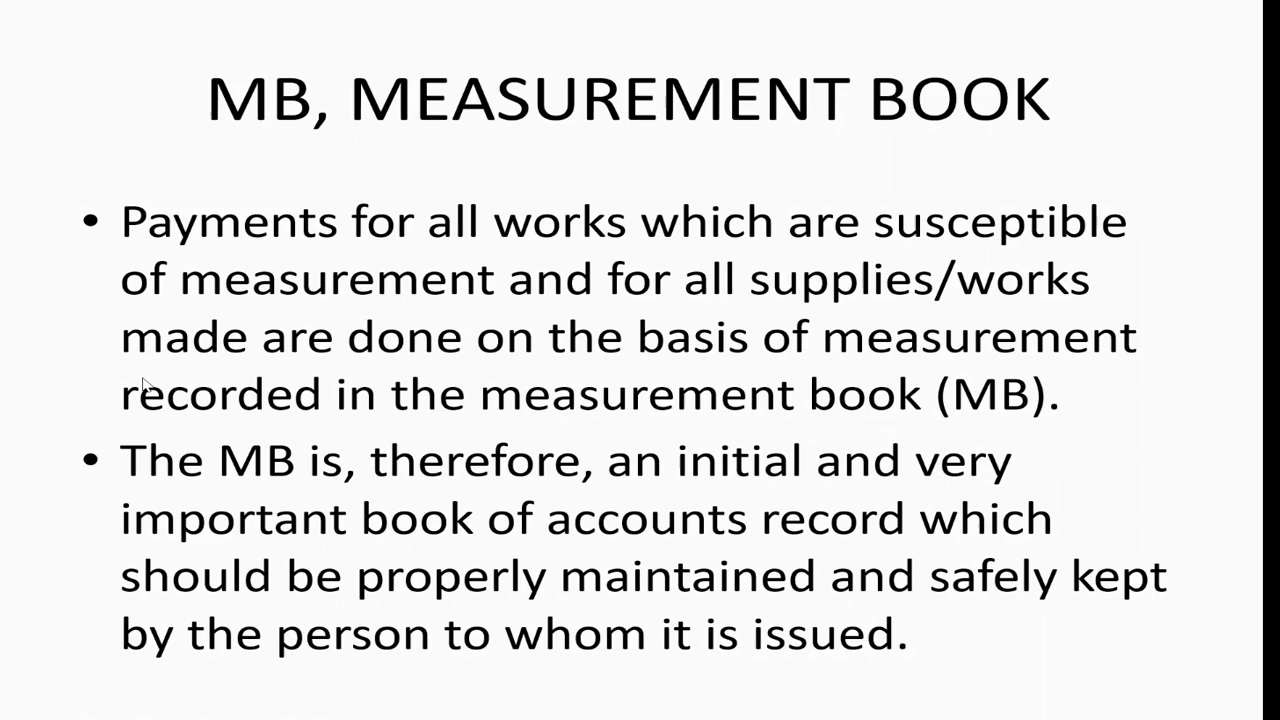 MB, MEASUREMENT BOOK
• Payments for all works which are susceptible
of measurement and for all supplies/works
made are done on the basis of measurement
recorded in the measurement book (MB).
• The MB is, therefore, an initial and very
important book of accounts record which
should be properly maintained and safely kept
by the person to whom it is issued.